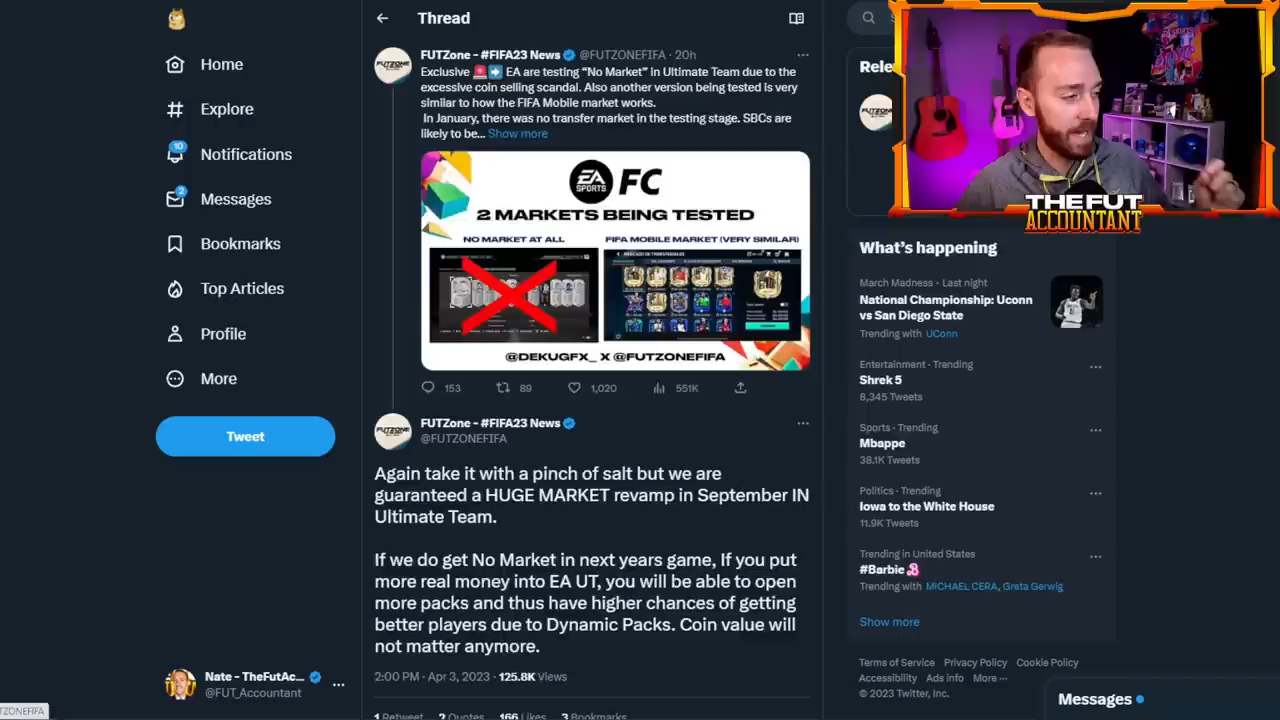 Home
Explore
10
Notifications
2
Messages
Bookmarks
Top Articles
Profile
More
Tweet
Nate - TheFutAc...
@FUT_Accountant
TZONEFIFA
Thread
FUTZone - #FIFA23 News @FUTZONEFIFA · 20h
Exclusive 🚨➡️ EA are testing “No Market” in Ultimate Team due to the
excessive coin selling scandal. Also another version being tested is very
similar to how the FIFA Mobile market works.
In January, there was no transfer market in the testing stage. SBCs are
likely to be... Show more
EA SPORTS FC
2 MARKETS BEING TESTED
NO MARKET AT ALL
FIFA MOBILE MARKET (VERY SIMILAR)
@DEKUGFX_ X @FUTZONEFIFA
153 89 1,020 551K
FUTZone - #FIFA23 News
@FUTZONEFIFA
Again take it with a pinch of salt but we are
guaranteed a HUGE MARKET revamp in September IN
Ultimate Team.
If we do get No Market in next years game, If you put
more real money into EA UT, you will be able to open
more packs and thus have higher chances of getting
better players due to Dynamic Packs. Coin value will
not matter anymore.
2:00 PM · Apr 3, 2023 · 125.8K Views
1 Retweet 2 Quotes 166 Likes 3 Bookmarks
Rele
THE FUT
ACCOUNTANT
What's happening
March Madness · Last night
National Championship: Uconn
vs San Diego State
Trending with UConn
Entertainment · Trending
Shrek 5
8,345 Tweets
Sports · Trending
Mbappe
38.1K Tweets
Politics · Trending
Iowa to the White House
11.9K Tweets
Trending in United States
#Barbie
Trending with MICHAEL CERA, Greta Gerwig
Show more
Terms of Service Privacy Policy Cookie Policy
Accessibility Ads info More ···
© 2023 Twitter, Inc.
Messages